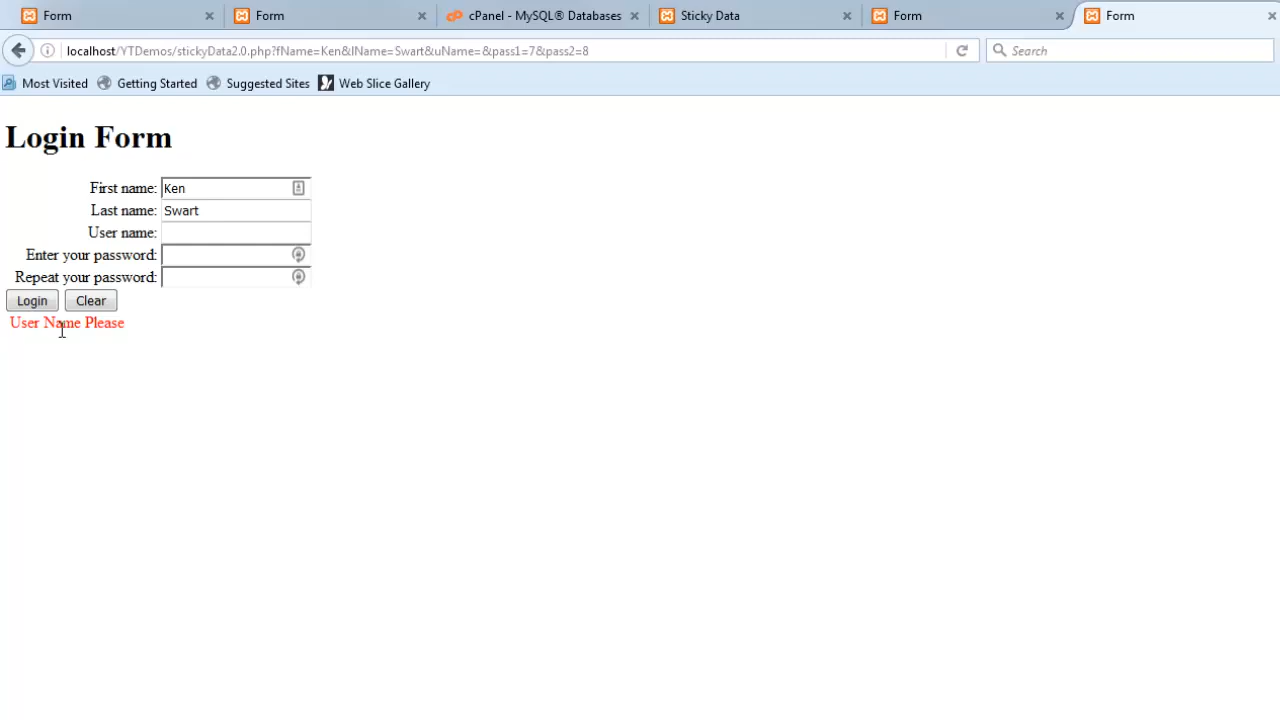 Form
Form
cPanel - MySQL® Databases
Sticky Data
Form
Form
localhost/YTDemos/stickyData2.0.php?fName=Ken&lName=Swart&uName=&pass1=7&pass2=8
Search
Most Visited
Getting Started
Suggested Sites
Web Slice Gallery
Login Form
First name: Ken
Last name: Swart
User name:
Enter your password:
Repeat your password:
Login Clear
User Name Please